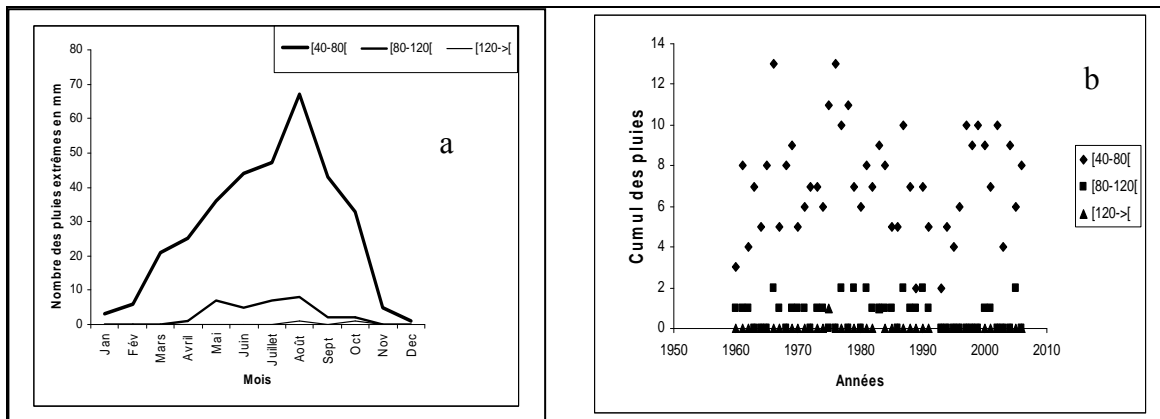 [40-80[ [80-120[ [120->[
Nombre des pluies extrêmes en mm
80
70
60
50
40
30
20
10
0
a
Jan Fév Mars Avril Mai Juin Juillet Août Sept Oct Nov Dec
Mois
b
Cumul des pluies
14
12
10
8
6
4
2
0
[40-80[
[80-120[
[120->[
1950 1960 1970 1980 1990 2000 2010
Années